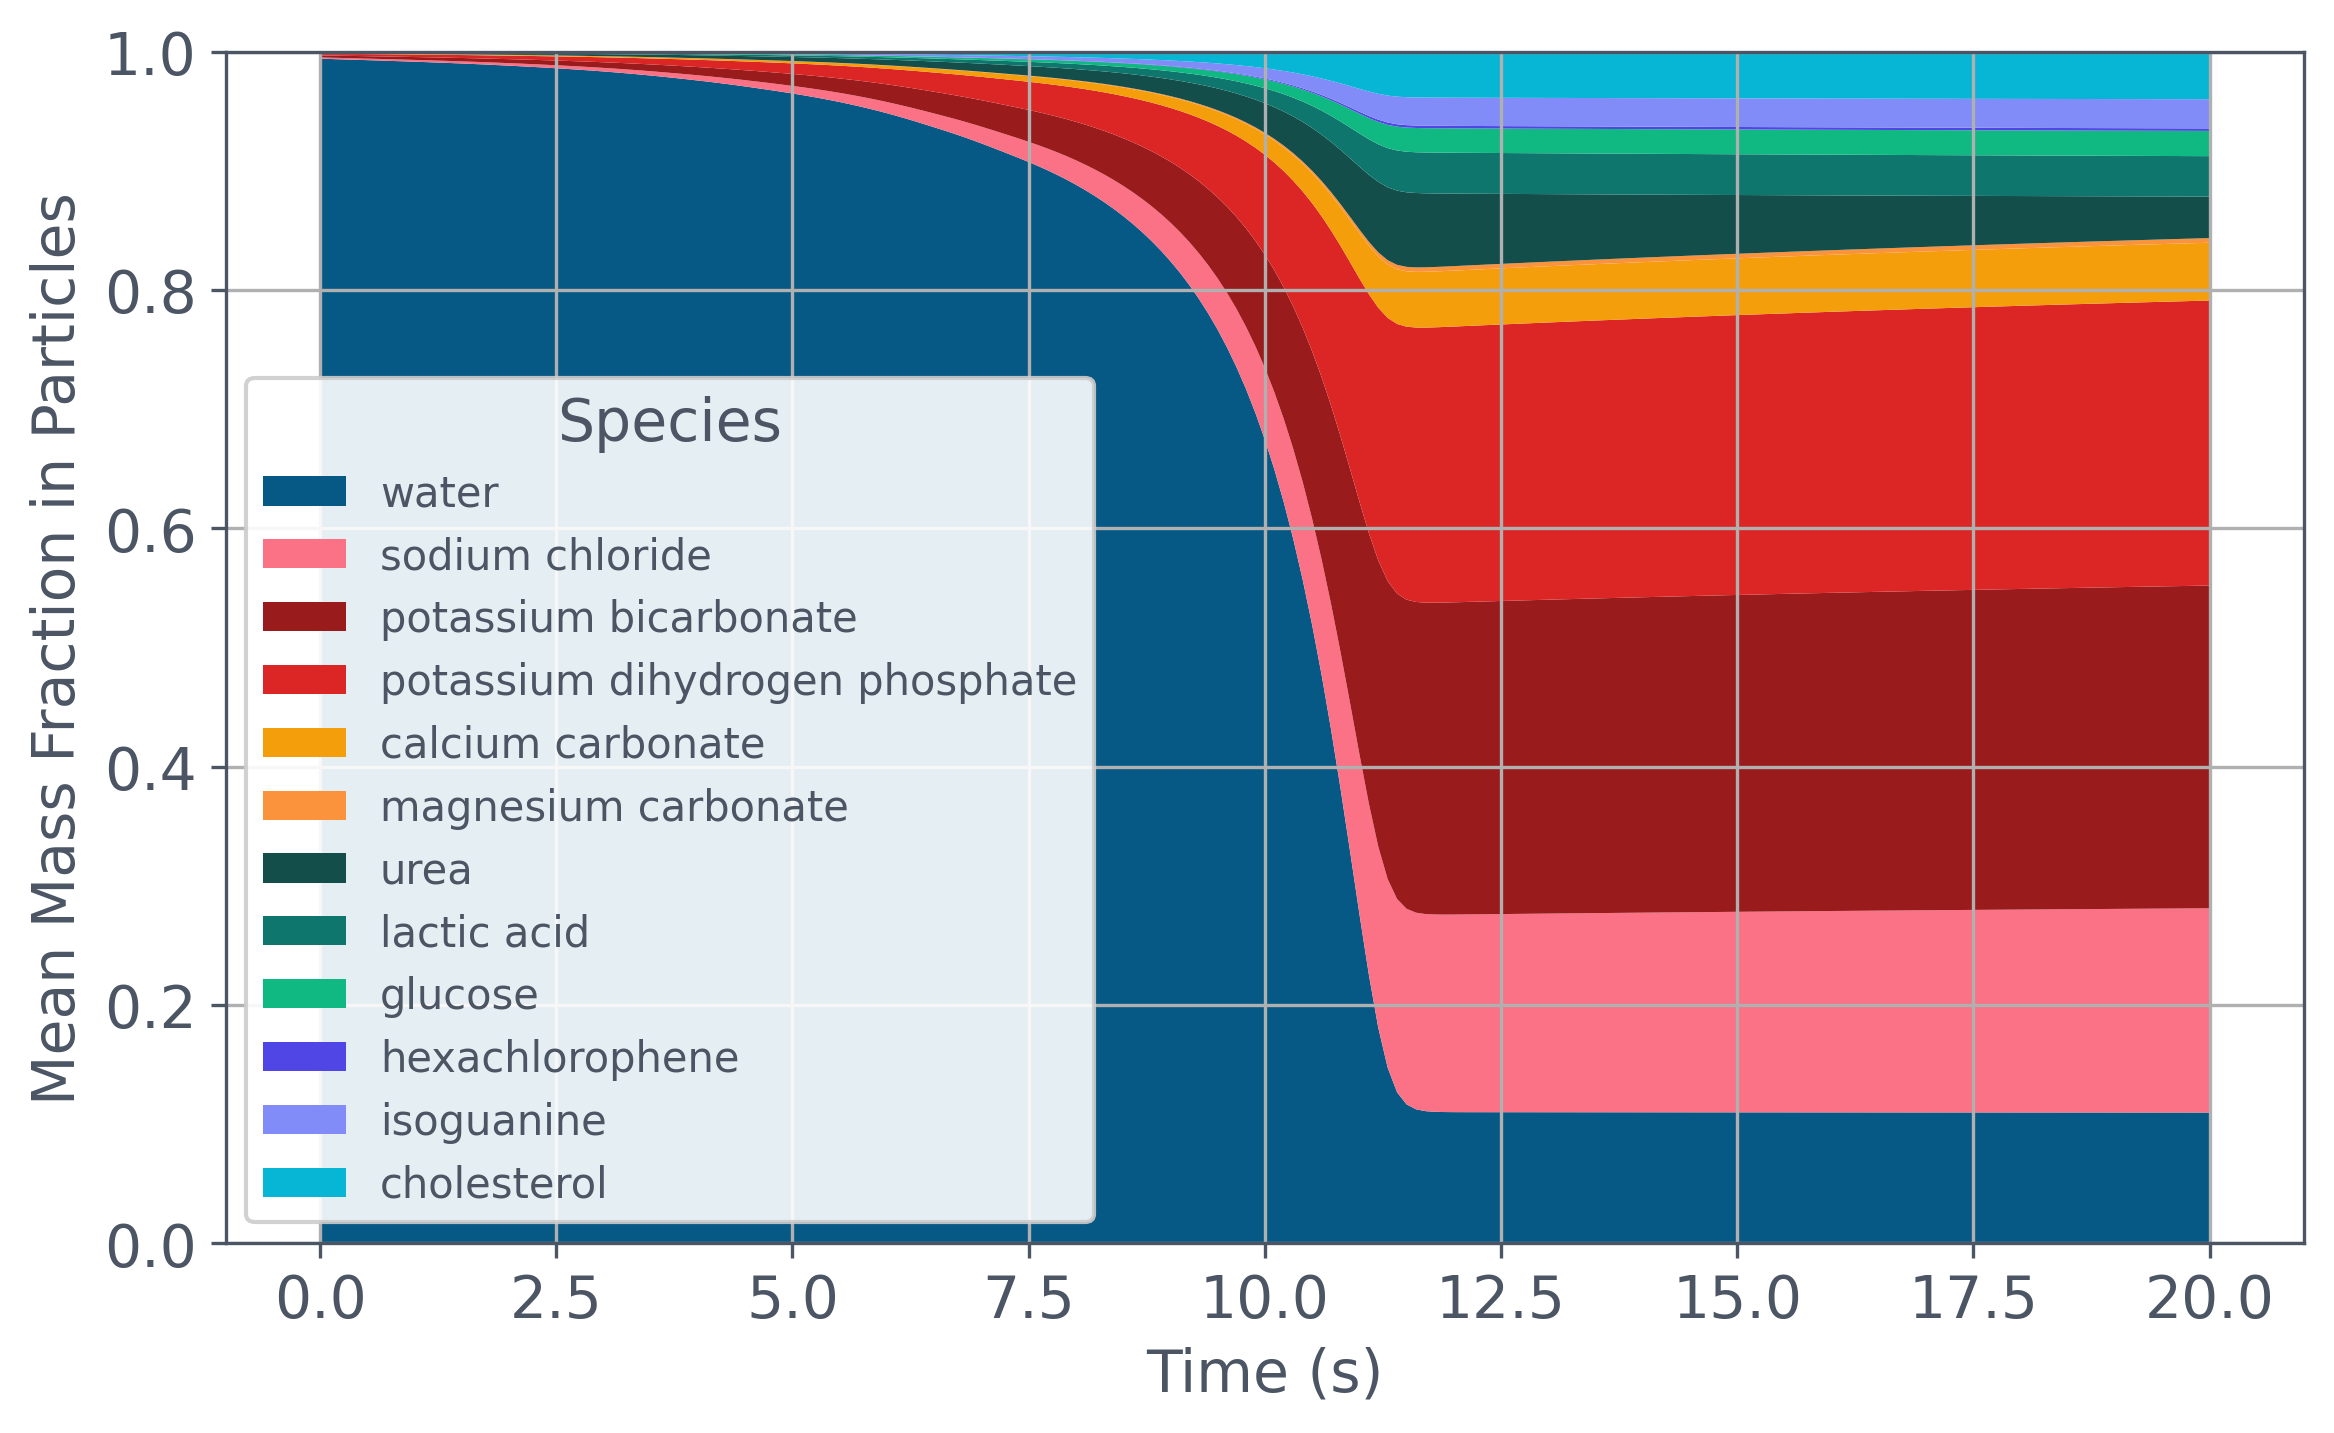 Mean Mass Fraction in Particles
1.0
0.8
0.6
0.4
0.2
0.0
Species
water
sodium chloride
potassium bicarbonate
potassium dihydrogen phosphate
calcium carbonate
magnesium carbonate
urea
lactic acid
glucose
hexachlorophene
isoguanine
cholesterol
0.0 2.5 5.0 7.5 10.0 12.5 15.0 17.5 20.0
Time (s)